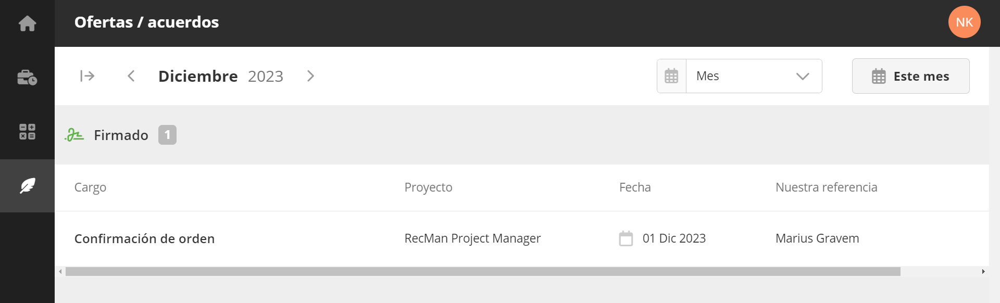 Ofertas / acuerdos
NK
Diciembre 2023
Mes
Este mes
Firmado 1
Cargo Proyecto Fecha Nuestra referencia
Confirmación de orden RecMan Project Manager 01 Dic 2023 Marius Gravem